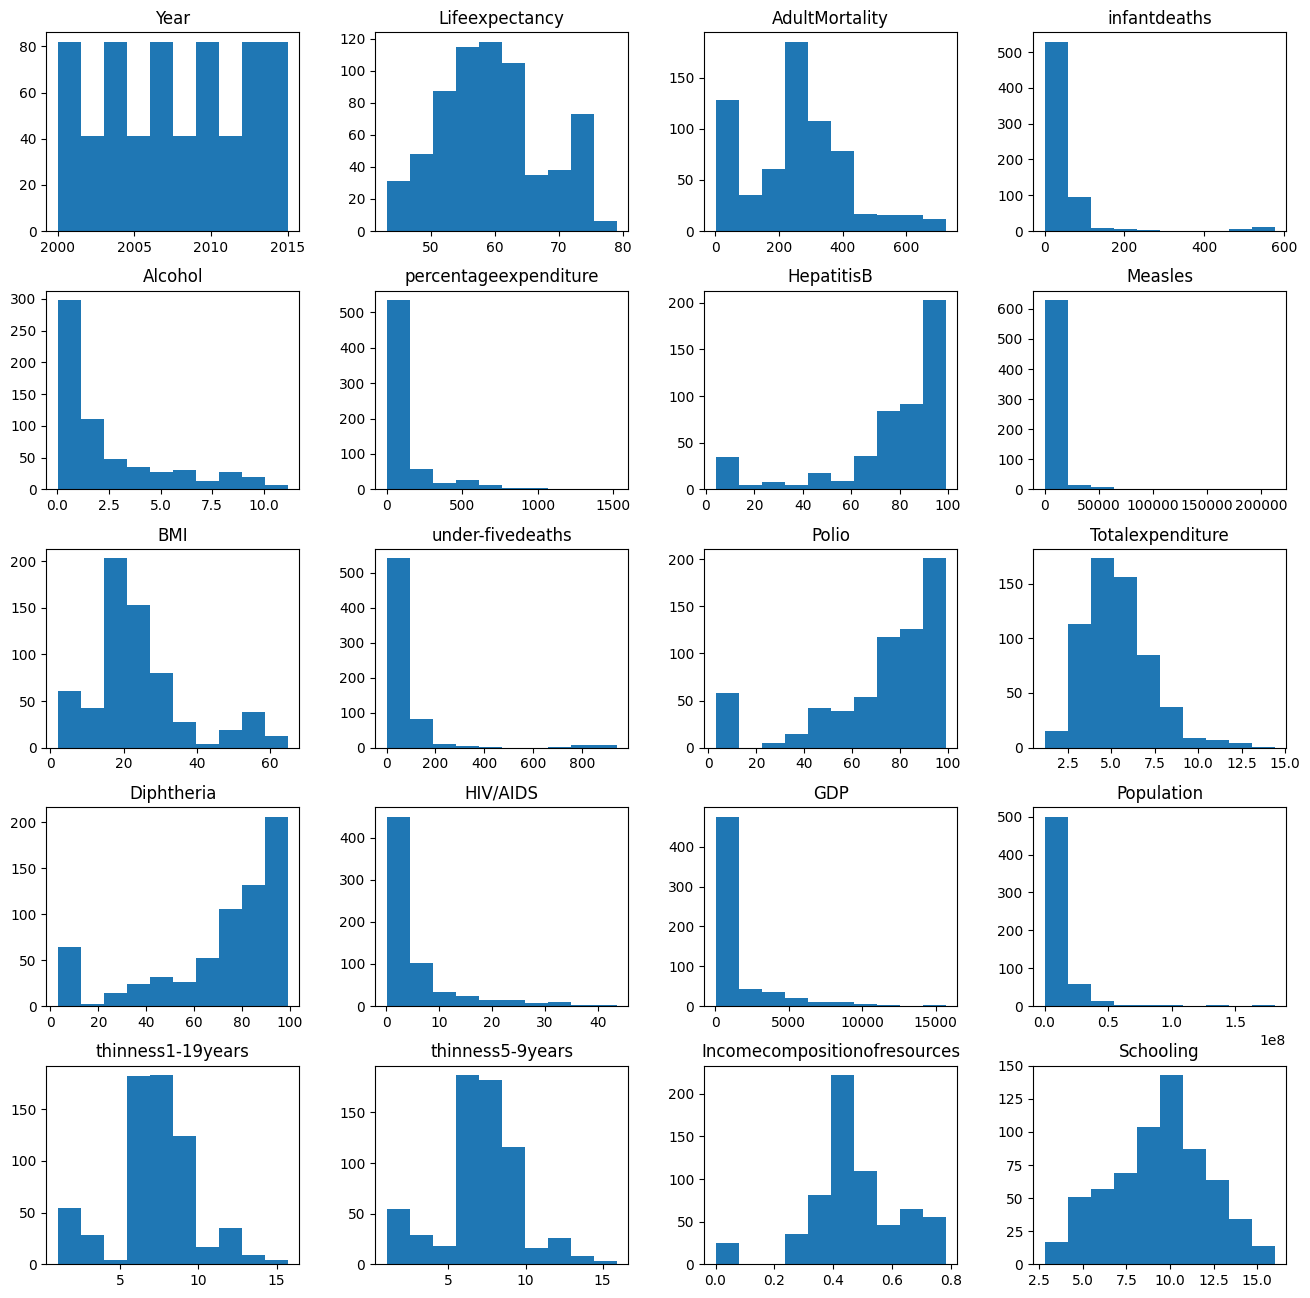 Year Lifeexpectancy AdultMortality infantdeaths
80 60 40 20 0
2000 2005 2010 2015
120 100 80 60 40 20 0
50 60 70 80
150 100 50 0
0 200 400 600
500 400 300 200 100 0
0 200 400 600
Alcohol percentageexpenditure HepatitisB Measles
300 250 200 150 100 50 0
0.0 2.5 5.0 7.5 10.0
500 400 300 200 100 0
0 500 1000 1500
200 150 100 50 0
0 20 40 60 80 100
600 500 400 300 200 100 0
0 50000 100000 150000 200000
BMI under-fivedeaths Polio Totalexpenditure
200 150 100 50 0
0 20 40 60
500 400 300 200 100 0
0 200 400 600 800
200 150 100 50 0
0 20 40 60 80 100
150 100 50 0
2.5 5.0 7.5 10.0 12.5 15.0
Diphtheria HIV/AIDS GDP Population
200 150 100 50 0
0 20 40 60 80 100
400 300 200 100 0
0 10 20 30 40
400 300 200 100 0
0 5000 10000 15000
500 400 300 200 100 0
0.0 0.5 1.0 1.5
1e8
thinness1-19years thinness5-9years Incomecompositionofresources Schooling
150 100 50 0
5 10 15
150 100 50 0
5 10 15
200 150 100 50 0
0.0 0.2 0.4 0.6 0.8
150 125 100 75 50 25 0
2.5 5.0 7.5 10.0 12.5 15.0